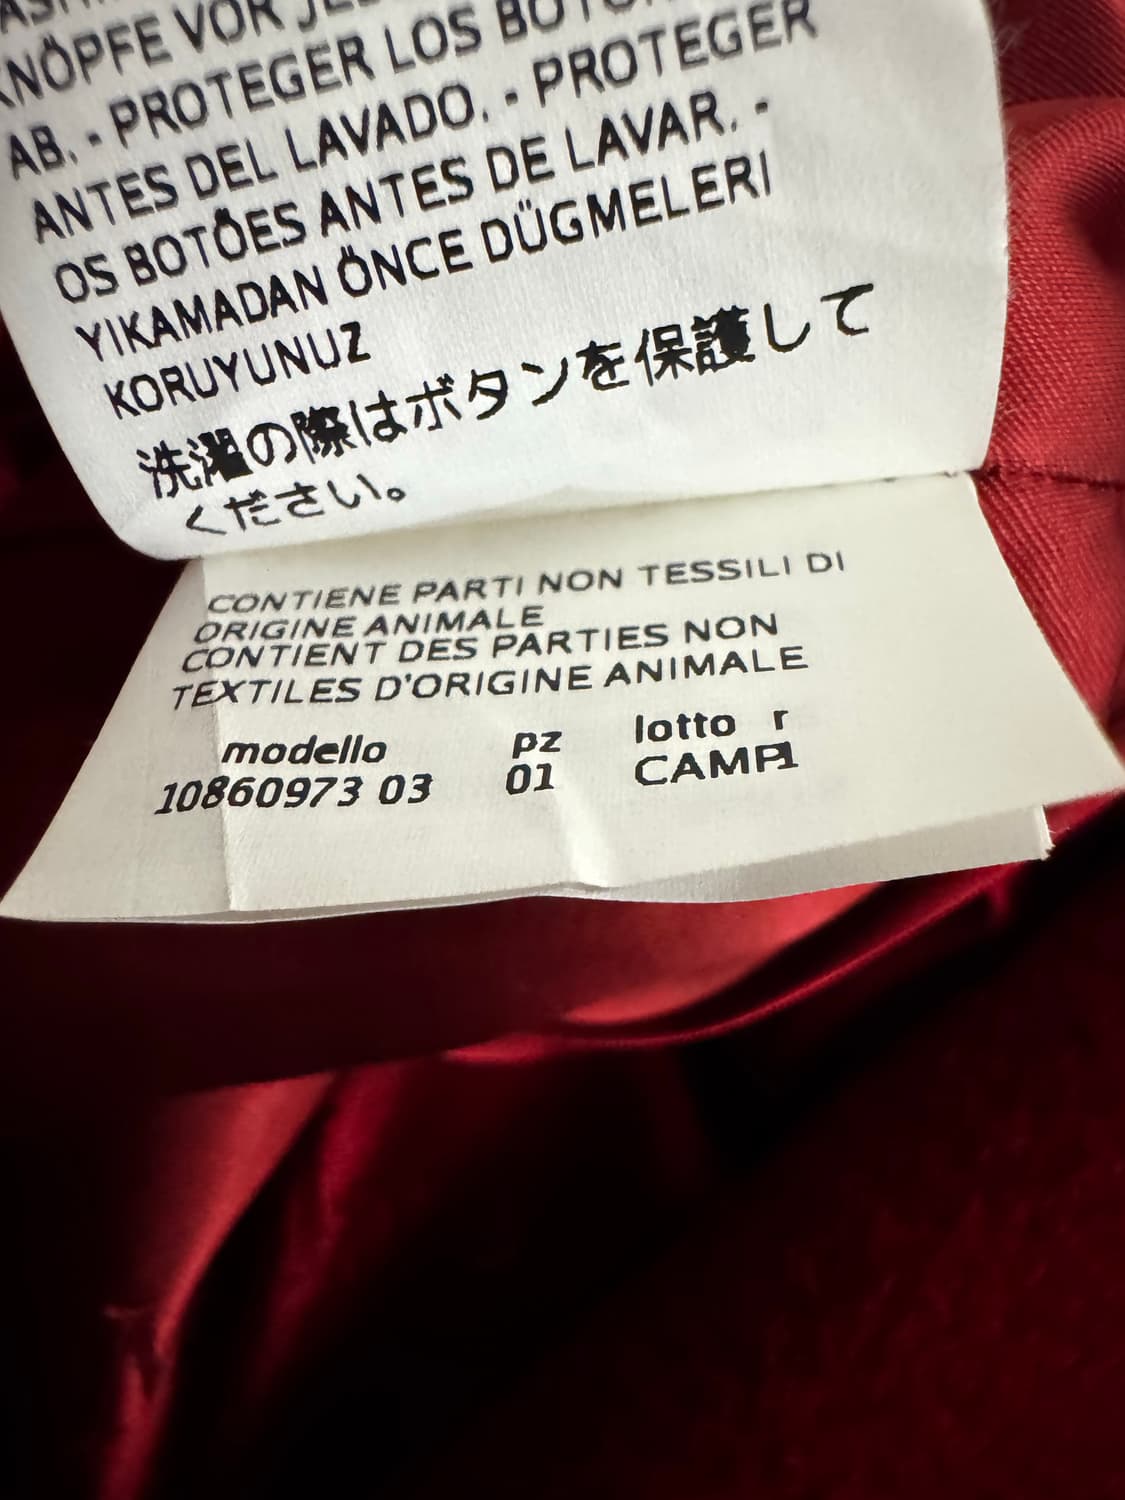 KNÖPFE VOR
AB. - PROTEGER LOS
ANTES DEL LAVADO. - PROTEGER
OS BOTÕES ANTES DE LAVAR. -
YIKAMADAN ÖNCE DÜGMELERI
KORUYUNUZ
洗濯の際はボタンを保護して
ください。
CONTIENE PARTI NON TESSILI DI
ORIGINE ANIMALE
CONTIENT DES PARTIES NON
TEXTILES D'ORIGINE ANIMALE
modello pz lotto r
10860973 03 01 CAMP1